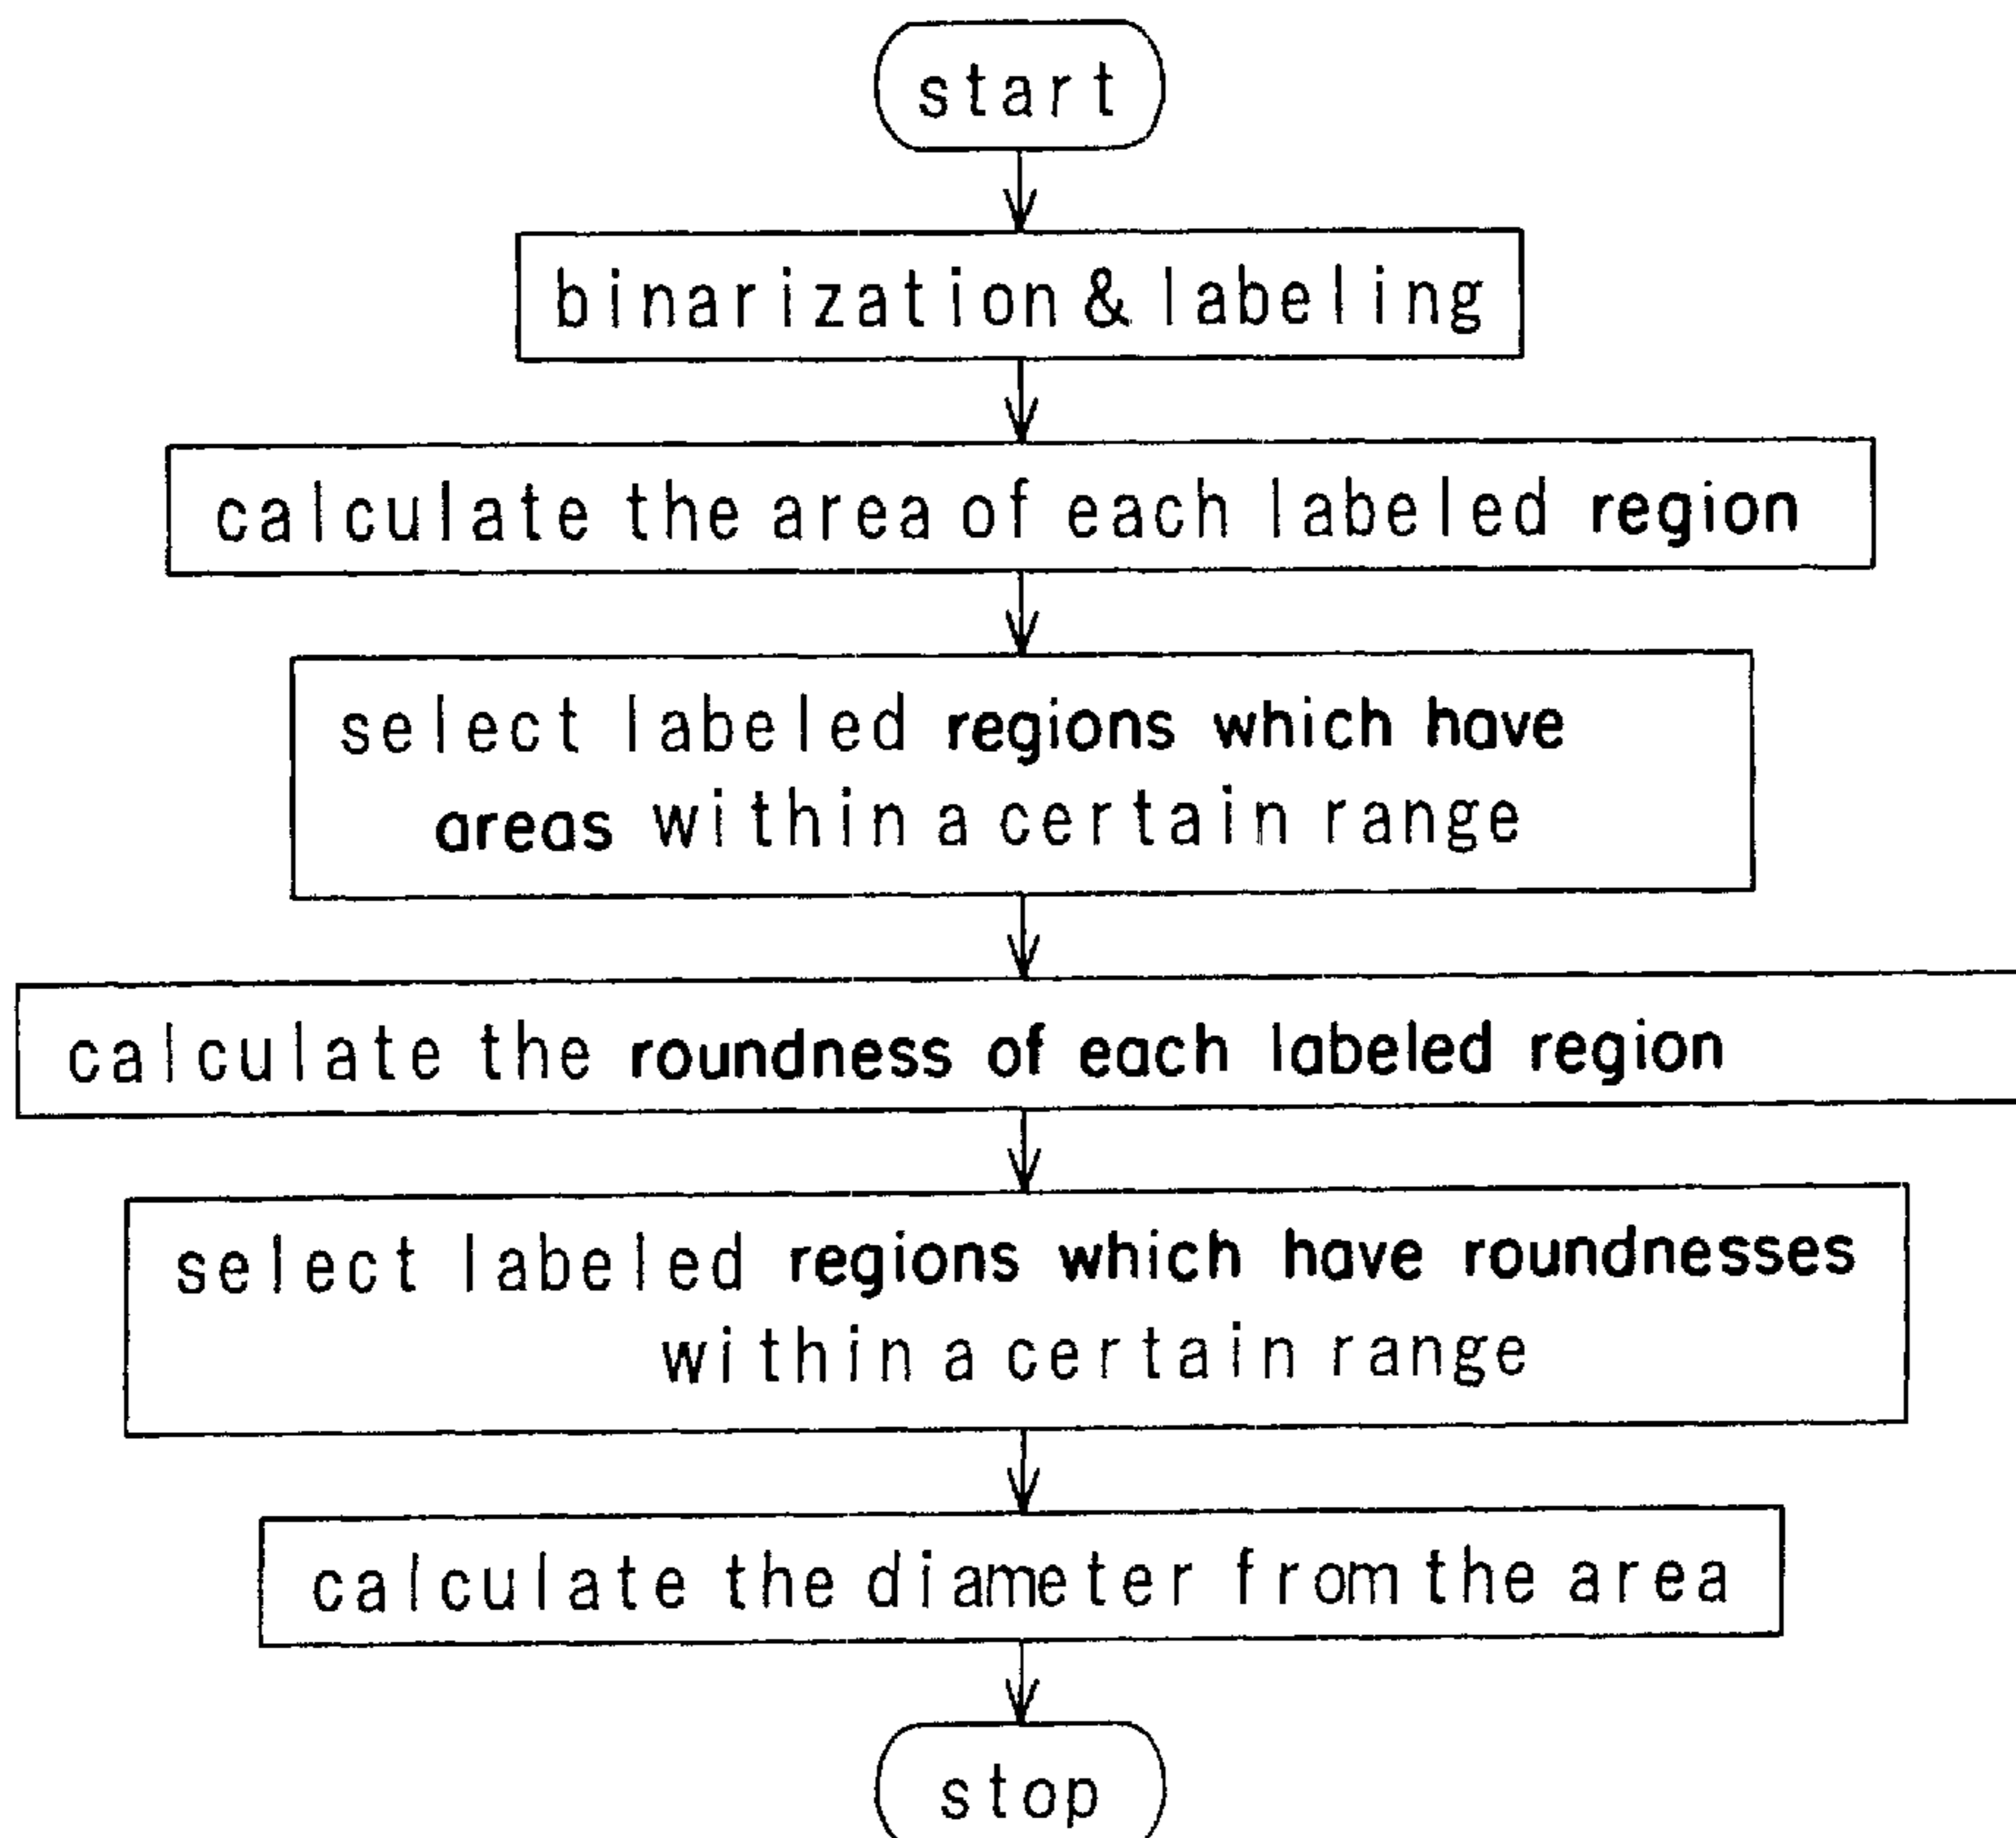 start
binarization & labeling
calculate the area of each labeled region
select labeled regions which have
areas within a certain range
calculate the roundness of each labeled region
select labeled regions which have roundnesses
within a certain range
calculate the diameter from the area
stop